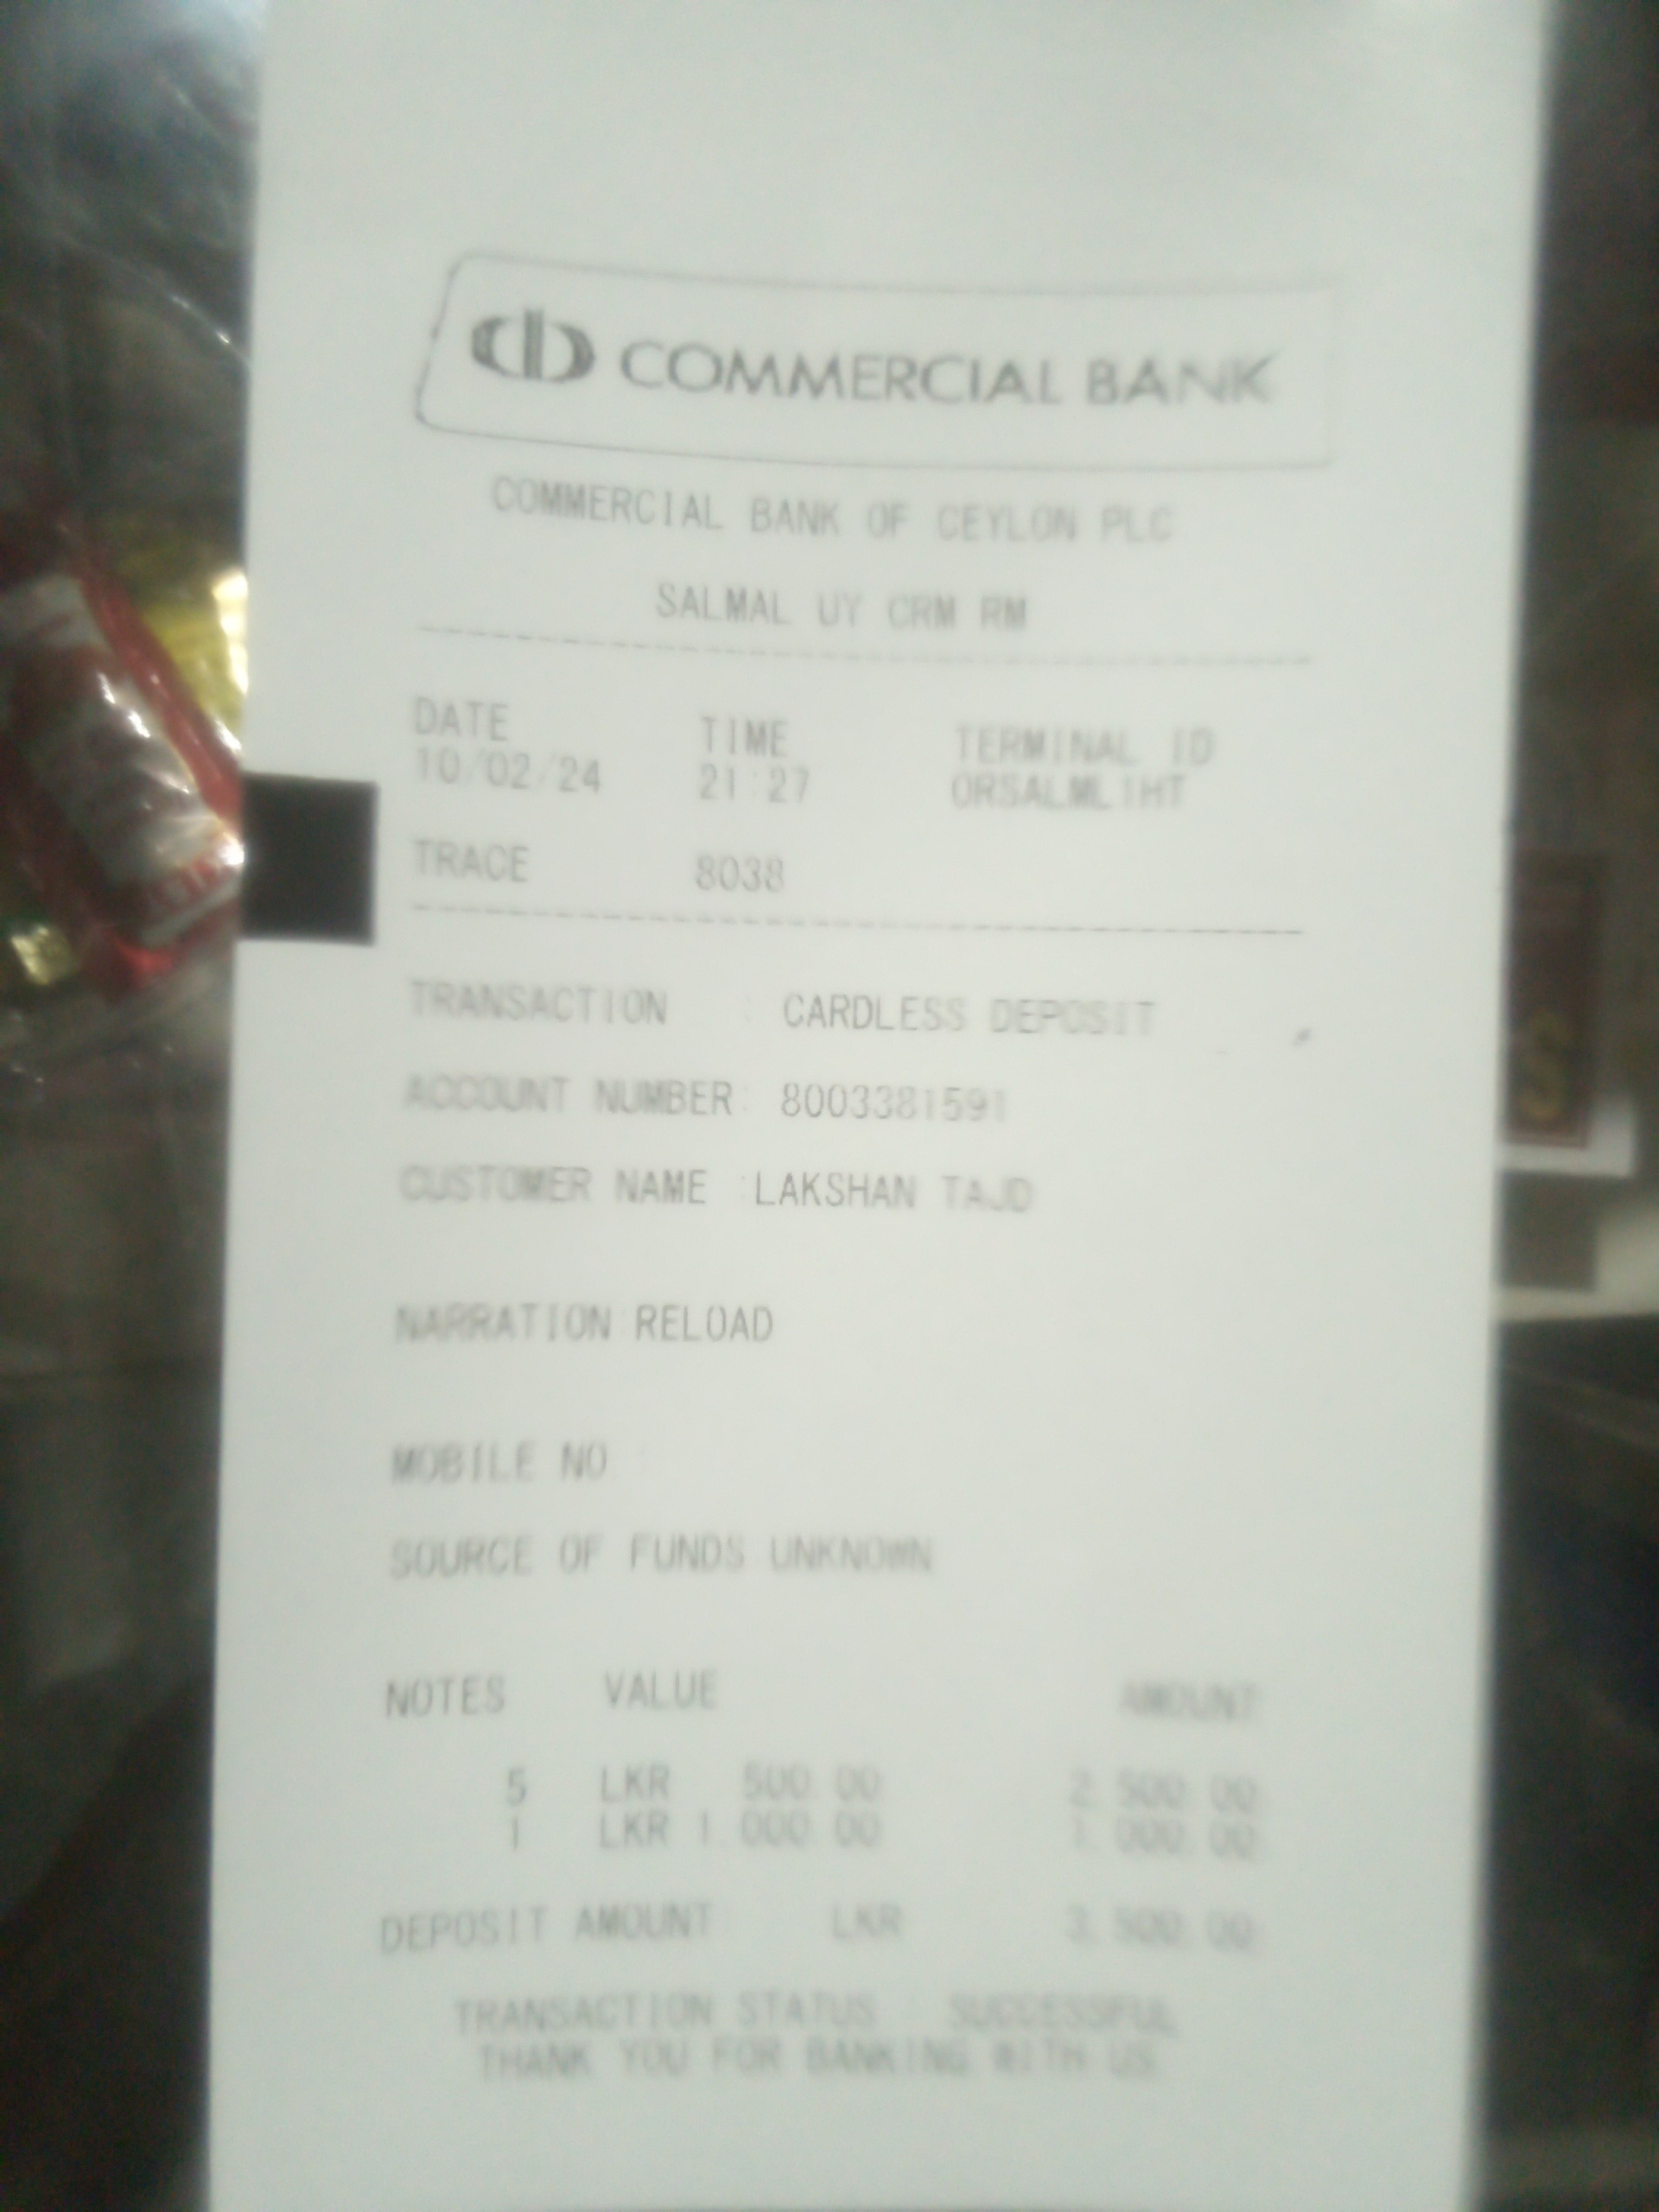 COMMERCIAL BANK
COMMERCIAL BANK OF CEYLON PLC
SALMAL UY CRM RM
DATE TIME TERMINAL ID
10/02/24 21:27 ORSALML1HT
TRACE 8038
TRANSACTION : CARDLESS DEPOSIT
ACCOUNT NUMBER: 8003381591
CUSTOMER NAME :LAKSHAN TAJD
NARRATION:RELOAD
MOBILE NO :
SOURCE OF FUNDS UNKNOWN
NOTES VALUE AMOUNT
5 LKR 500.00 2,500.00
1 LKR 1,000.00 1,000.00
DEPOSIT AMOUNT: LKR 3,500.00
TRANSACTION STATUS : SUCCESSFUL
THANK YOU FOR BANKING WITH US